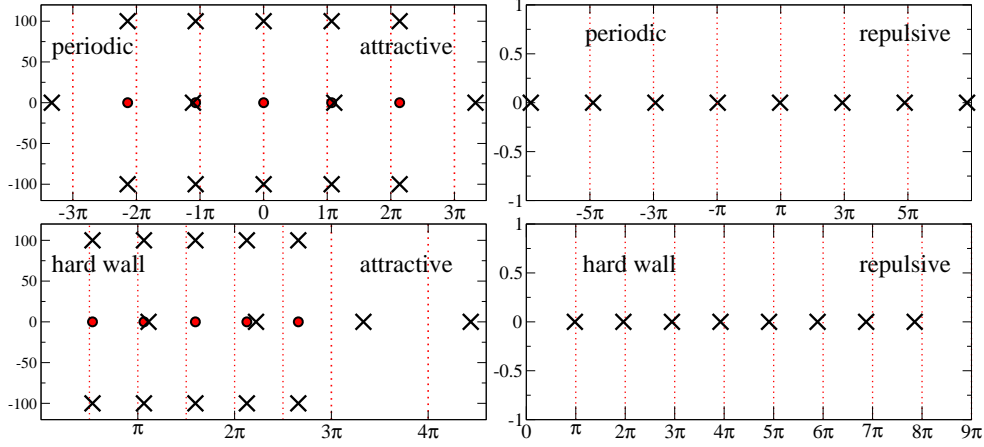 100
50
0
-50
-100
periodic
attractive
-3π
-2π
-1π
0
1π
2π
3π
1
0.5
0
-0.5
-1
periodic
repulsive
-5π
-3π
-π
π
3π
5π
100
50
0
-50
-100
hard wall
attractive
π
2π
3π
4π
1
0.5
0
-0.5
-1
hard wall
repulsive
0
π
2π
3π
4π
5π
6π
7π
8π
9π